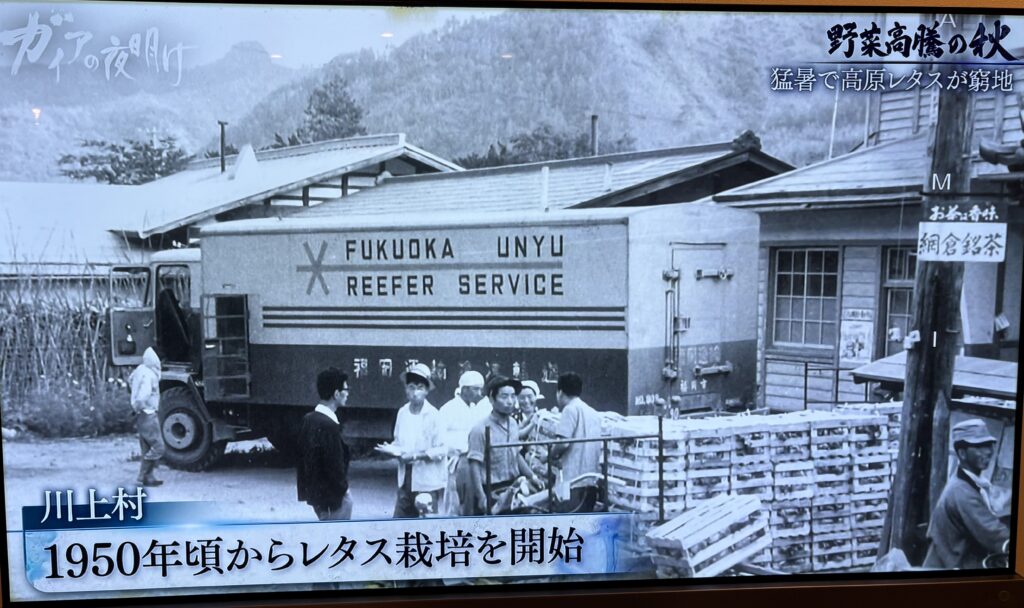 ガイアの夜明け
野菜高騰の秋
猛暑で高原レタスが窮地
FUKUOKA UNYU
REEFER SERVICE
M
お茶は香味
網倉銘茶
川上村
1950年頃からレタス栽培を開始